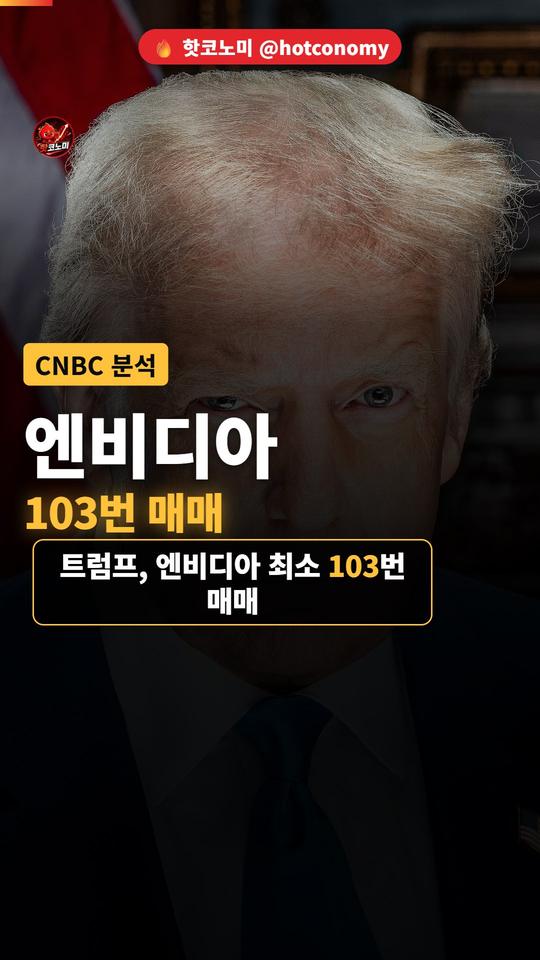 🔥 핫코노미 @hotconomy
핫코노미
CNBC 분석
엔비디아
103번 매매
트럼프, 엔비디아 최소 103번
매매